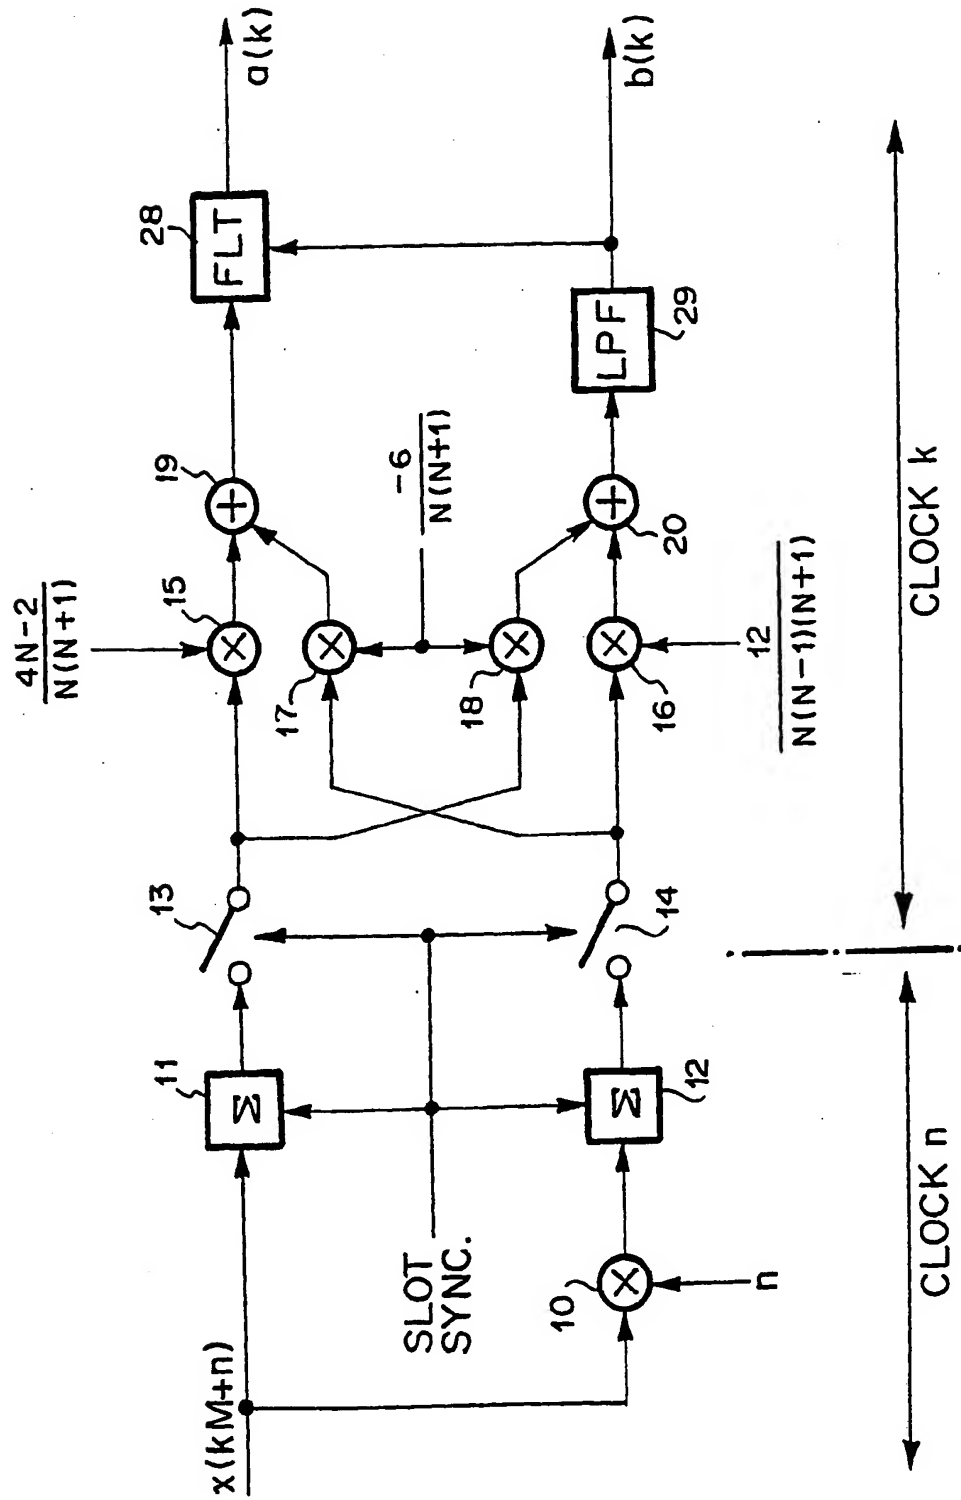 x(kM+n)
SLOT
SYNC.
10
n
11
Σ
12
Σ
13
14
4N-2
N(N+1)
15
17
18
16
-6
N(N+1)
12
N(N-1)(N+1)
19
20
28
FLT
LPF
29
a(k)
b(k)
CLOCK n
CLOCK k